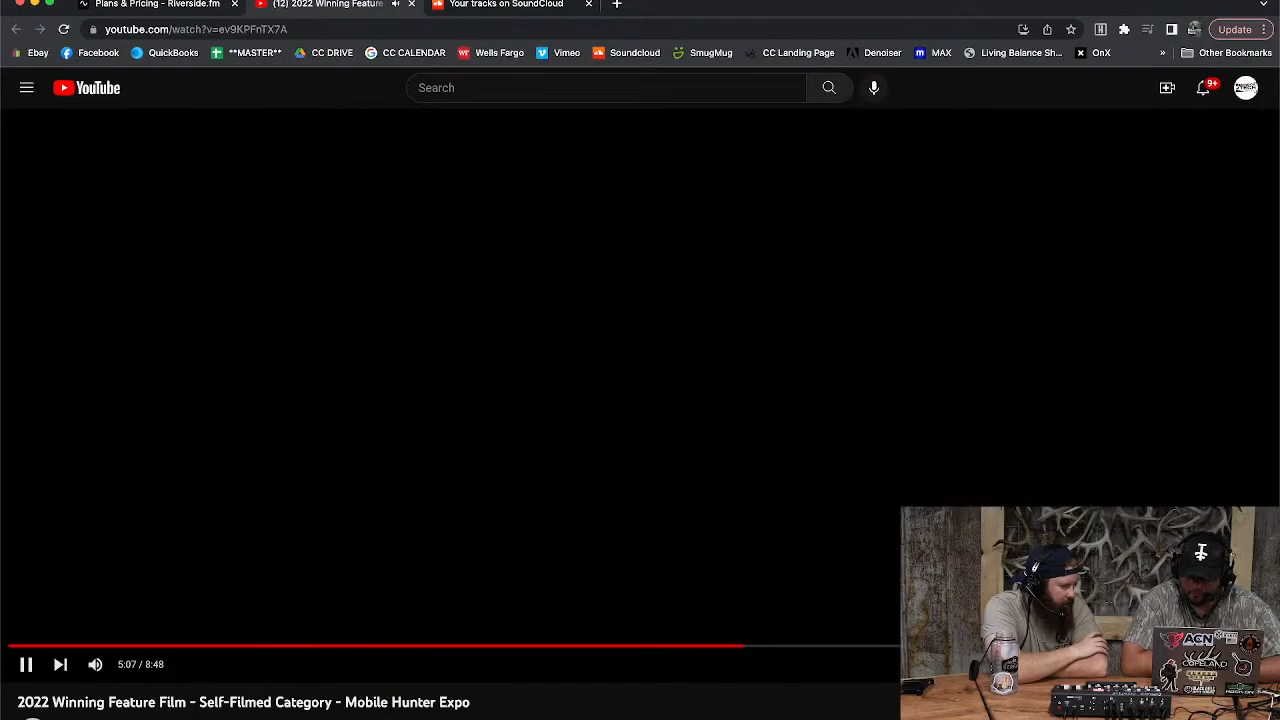 Plans & Pricing - Riverside.fm
(12) 2022 Winning Feature
Your tracks on SoundCloud
youtube.com/watch?v=ev9KPFnTX7A
Update
Ebay
Facebook
QuickBooks
**MASTER**
CC DRIVE
CC CALENDAR
Wells Fargo
Vimeo
Soundcloud
SmugMug
CC Landing Page
Denoiser
MAX
Living Balance Sh...
OnX
»
Other Bookmarks
YouTube
Search
9+
5:07 / 8:48
2022 Winning Feature Film - Self-Filmed Category - Mobile Hunter Expo
AGN
COPELAND